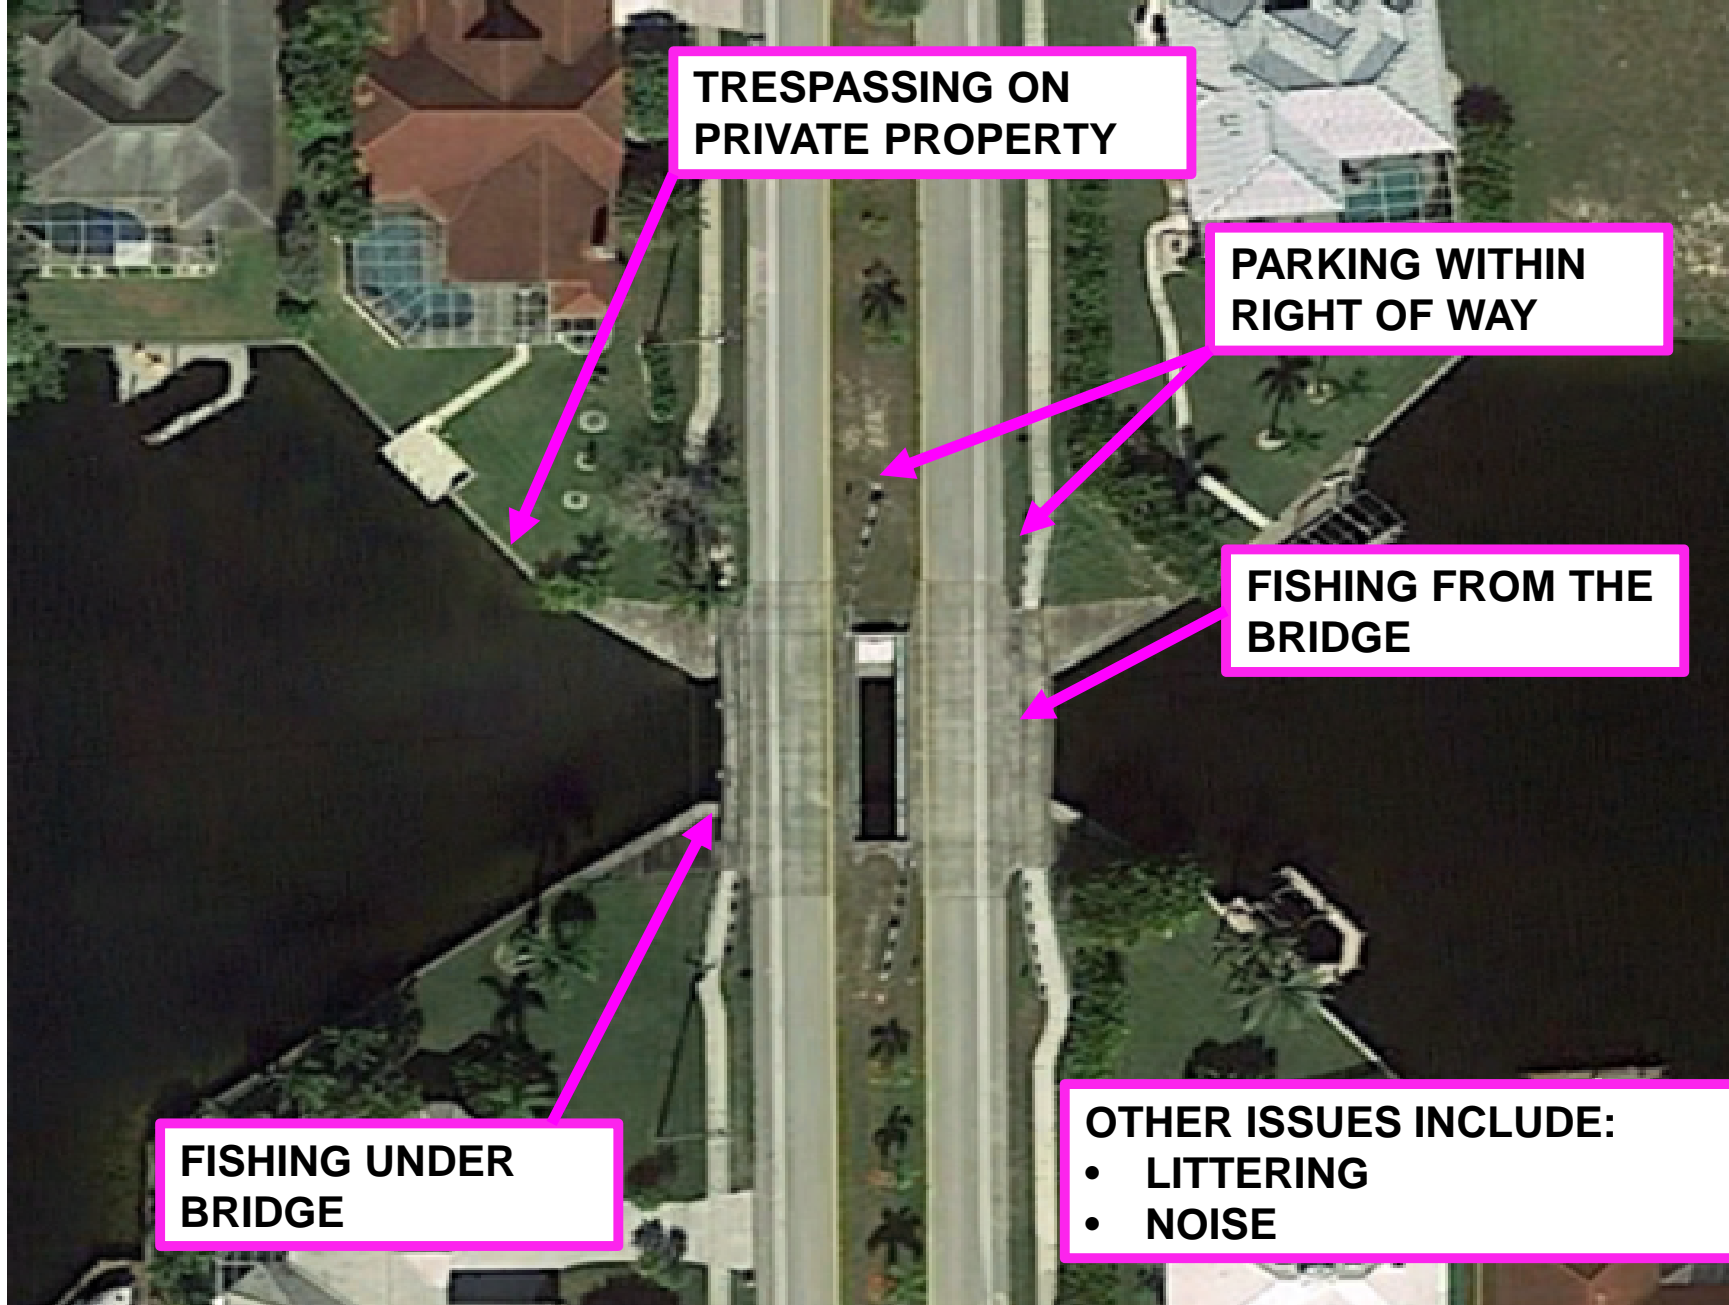 TRESPASSING ON
PRIVATE PROPERTY
PARKING WITHIN
RIGHT OF WAY
FISHING FROM THE
BRIDGE
FISHING UNDER
BRIDGE
OTHER ISSUES INCLUDE:
• LITTERING
• NOISE